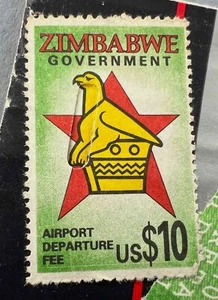 ZIMBABWE
GOVERNMENT
AIRPORT
DEPARTURE
FEE
US$10